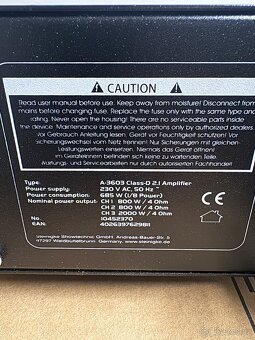 CAUTION
Read user manual before use. Keep away from moisture! Disconnect from
mains before changing fuse. Replace the fuse only with the same type and
rating. Never open the housing! There are no serviceable parts inside
the device. Maintenance and service operations only by authorized dealers.
Vor Gebrauch Anleitung lesen. Gerät vor Feuchtigkeit schützen! Vor
Sicherungswechsel vom Netz trennen! Sicherung nur mit gleichem Typ und
Leistungswerten ersetzen. Niemals das Gerät öffnen!
Im Geräteinneren befinden sich keine zu wartenden Teile.
Wartungs- und Servicearbeiten nur durch autorisierten Fachhandel!
Type: A-3603 Class-D 2.1 Amplifier
Power supply: 230 V AC, 50 Hz ~
Power consumption: 685 W (1/8 Power)
Nominal power output: CH 1 800 W / 4 Ohm
CH 2 800 W / 4 Ohm
CH 3 2000 W / 4 Ohm
No.: 10452370
EAN: 4026397629811
Steinigke Showtechnic GmbH, Andreas-Bauer-Str. 5
97297 Waldbüttelbrunn, Germany, www.steinigke.com
CE